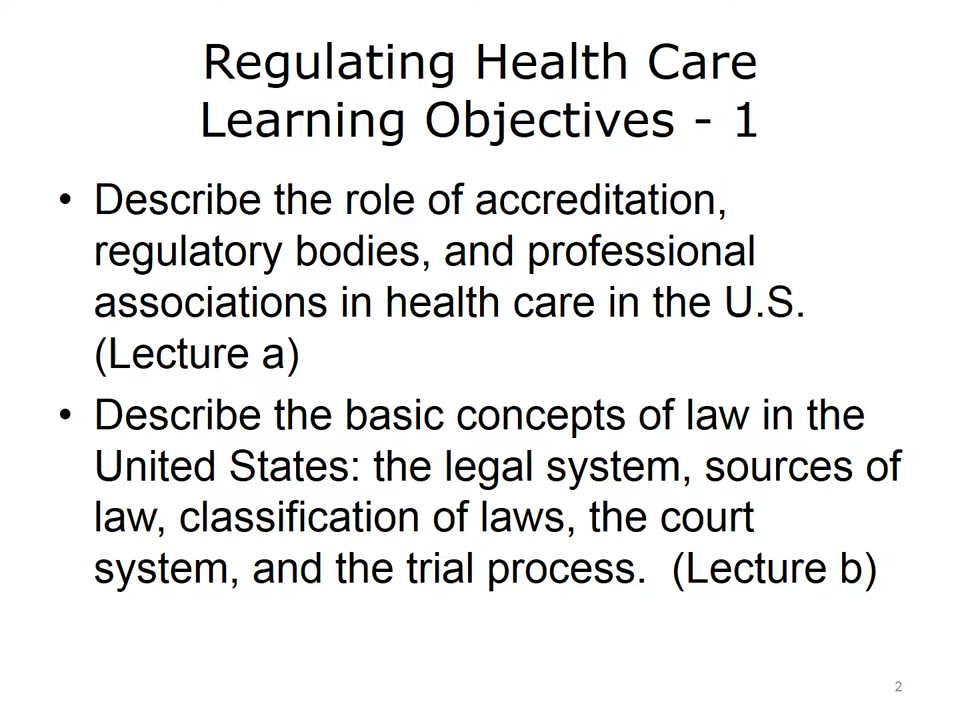 Regulating Health Care
Learning Objectives - 1
• Describe the role of accreditation,
regulatory bodies, and professional
associations in health care in the U.S.
(Lecture a)
• Describe the basic concepts of law in the
United States: the legal system, sources of
law, classification of laws, the court
system, and the trial process.  (Lecture b)
2